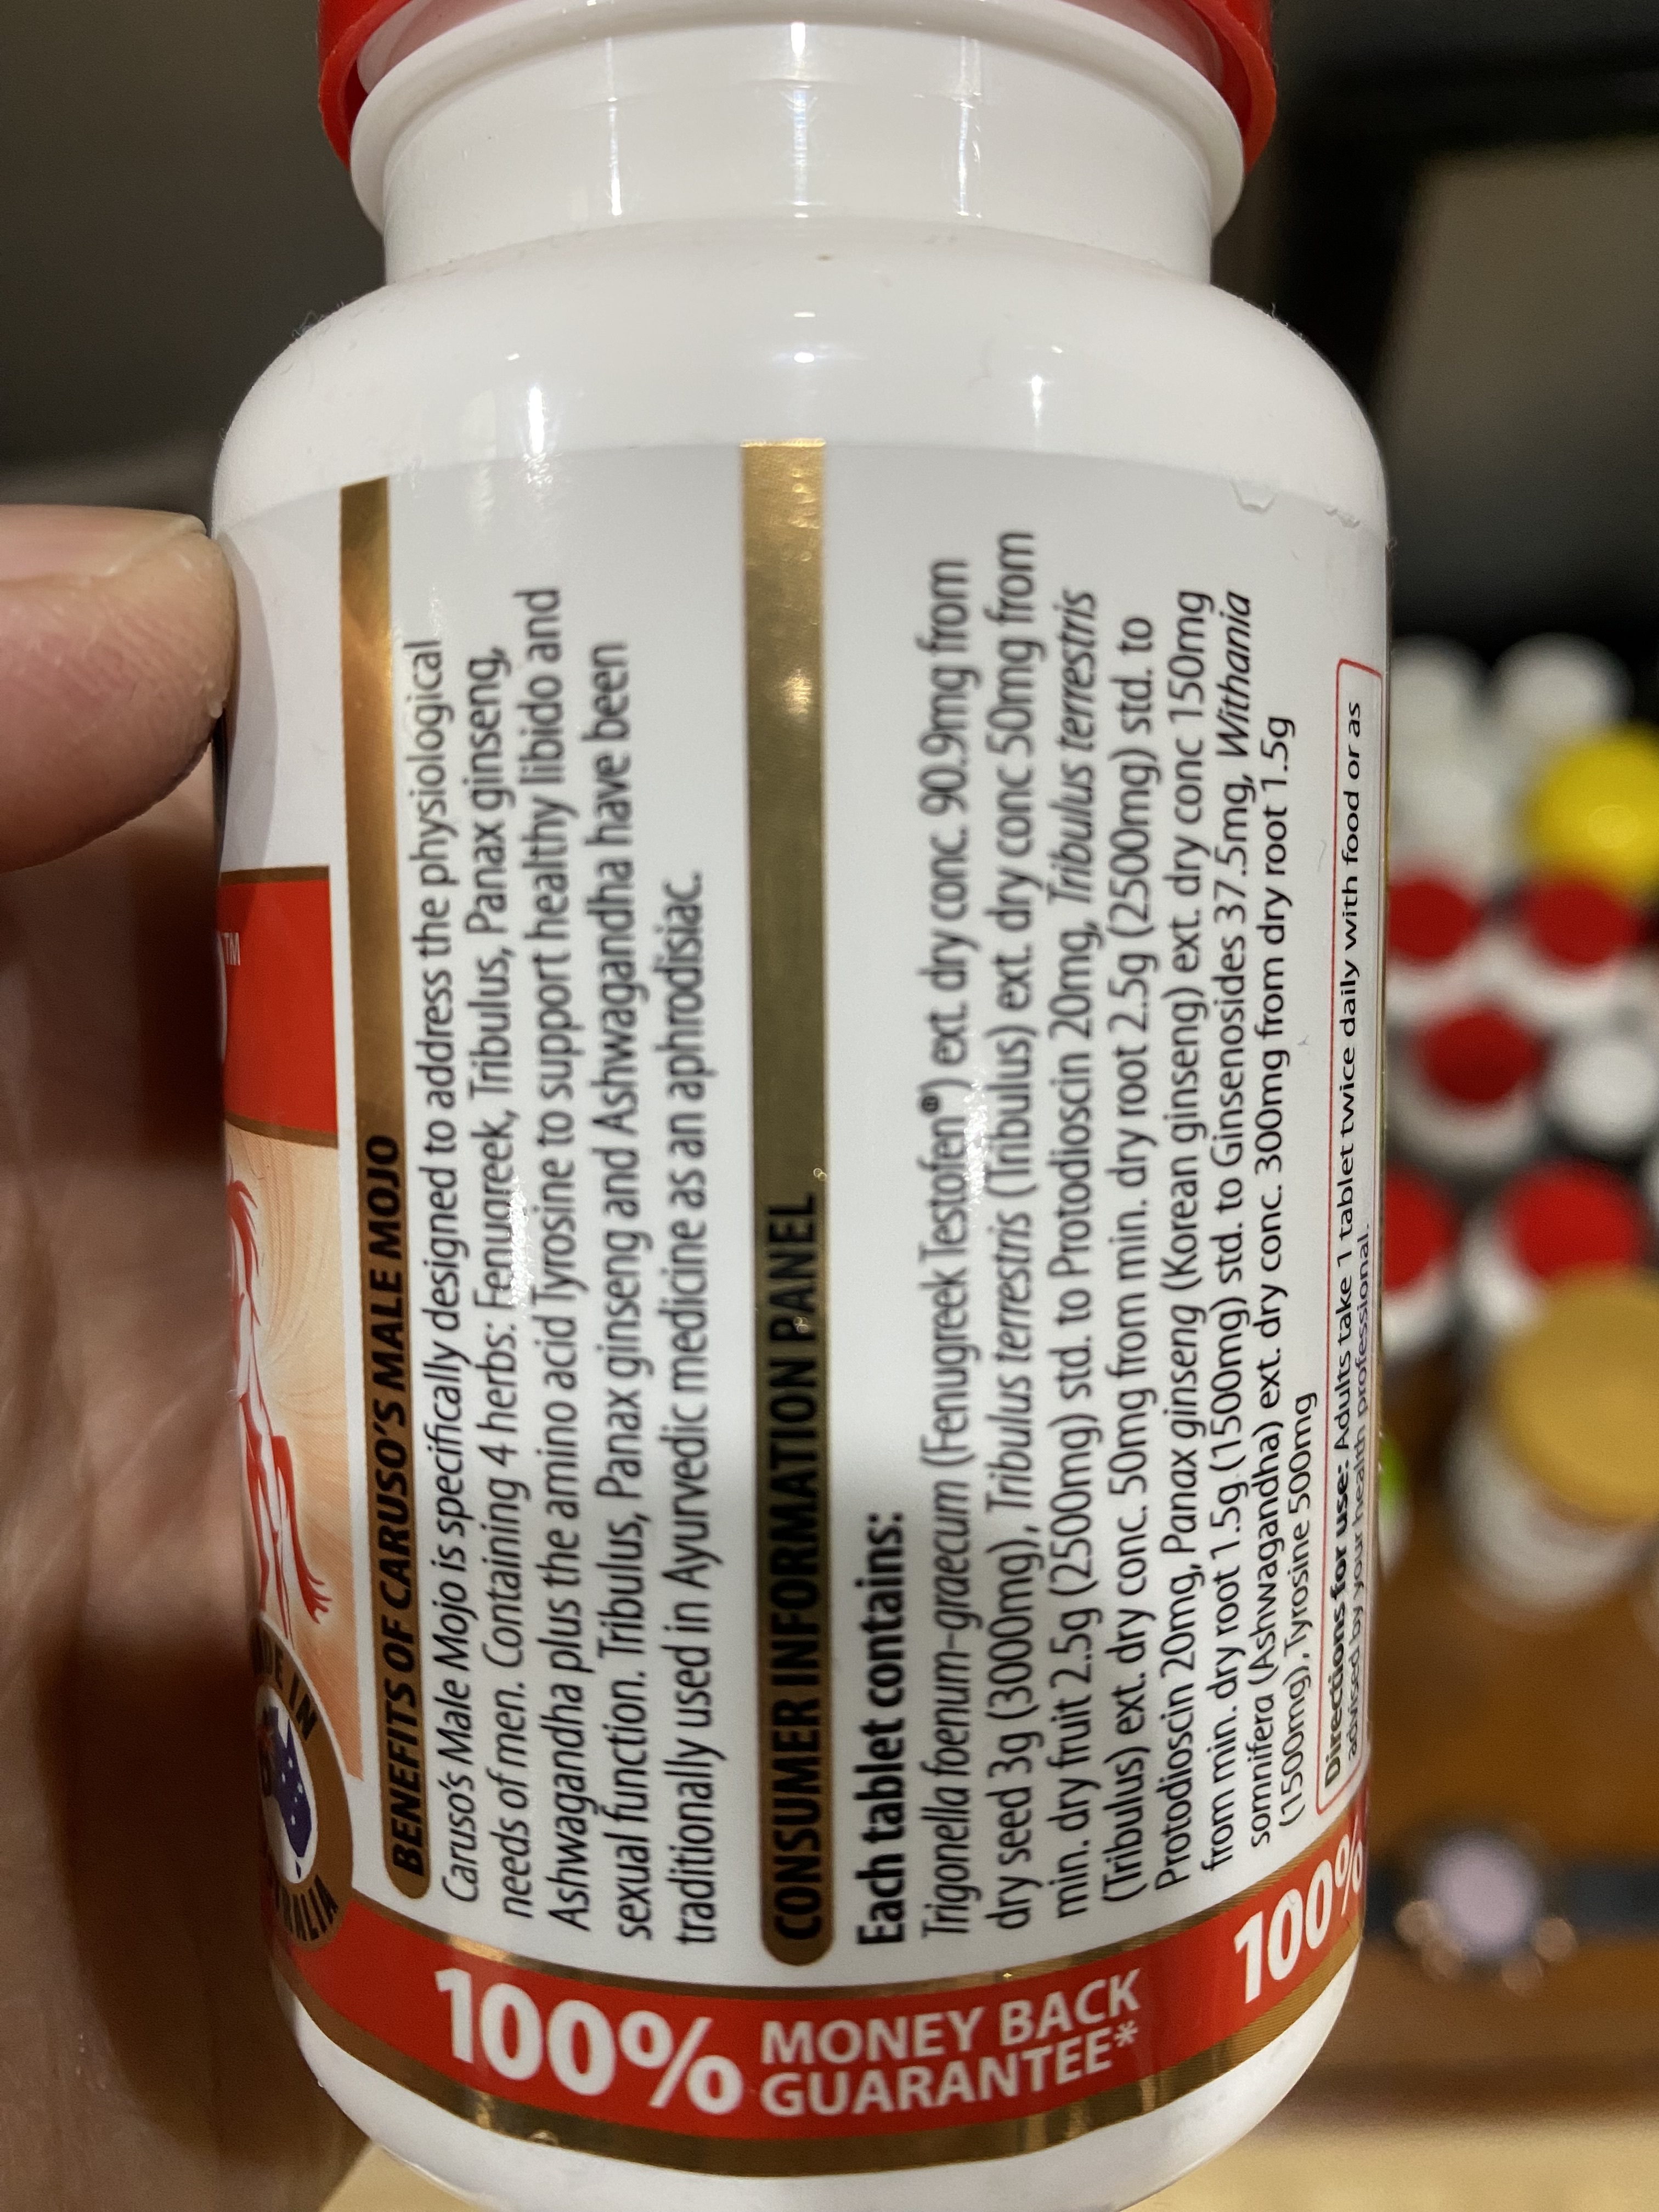 BENEFITS OF CARUSO'S MALE MOJO
Caruso's Male Mojo is specifically designed to address the physiological
needs of men. Containing 4 herbs: Fenugreek, Tribulus, Panax ginseng,
Ashwagandha plus the amino acid Tyrosine to support healthy libido and
sexual function. Tribulus, Panax ginseng and Ashwagandha have been
traditionally used in Ayurvedic medicine as an aphrodisiac.
CONSUMER INFORMATION PANEL
Each tablet contains:
Trigonella foenum-graecum (Fenugreek Testofen®) ext. dry conc. 90.9mg from
dry seed 3g (3000mg), Tribulus terrestris (Tribulus) ext. dry conc 50mg from
min. dry fruit 2.5g (2500mg) std. to Protodioscin 20mg, Tribulus terrestris
(Tribulus) ext. dry conc. 50mg from min. dry root 2.5g (2500mg) std. to
Protodioscin 20mg, Panax ginseng (Korean ginseng) ext. dry conc 150mg
from min. dry root 1.5g (1500mg) std. to Ginsenosides 37.5mg, Withania
somnifera (Ashwagandha) ext. dry conc. 300mg from dry root 1.5g
(1500mg), Tyrosine 500mg
Directions for use: Adults take 1 tablet twice daily with food or as
advised by your health professional.
100% MONEY BACK
GUARANTEE*
100%
TM
IN